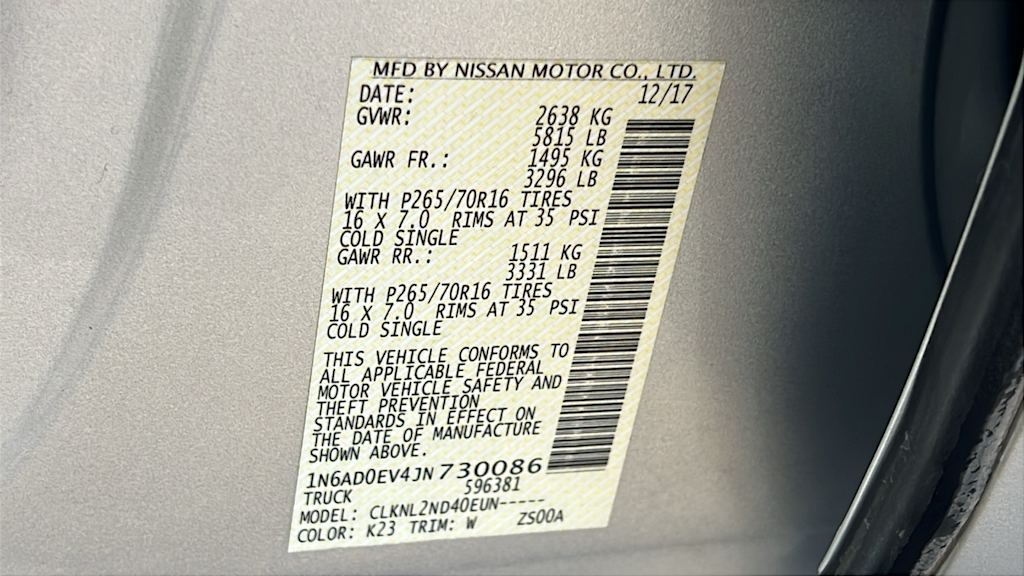 MFD BY NISSAN MOTOR CO., LTD.
DATE: 12/17
GVWR: 2638 KG
5815 LB
GAWR FR.: 1495 KG
3296 LB
WITH P265/70R16 TIRES
16 X 7.0 RIMS AT 35 PSI
COLD SINGLE
GAWR RR.: 1511 KG
3331 LB
WITH P265/70R16 TIRES
16 X 7.0 RIMS AT 35 PSI
COLD SINGLE
THIS VEHICLE CONFORMS TO
ALL APPLICABLE FEDERAL
MOTOR VEHICLE SAFETY AND
THEFT PREVENTION
STANDARDS IN EFFECT ON
THE DATE OF MANUFACTURE
SHOWN ABOVE.
1N6AD0EV4JN730086
TRUCK 596381
MODEL: CLKNL2ND40EUN-----
COLOR: K23 TRIM: W ZS00A